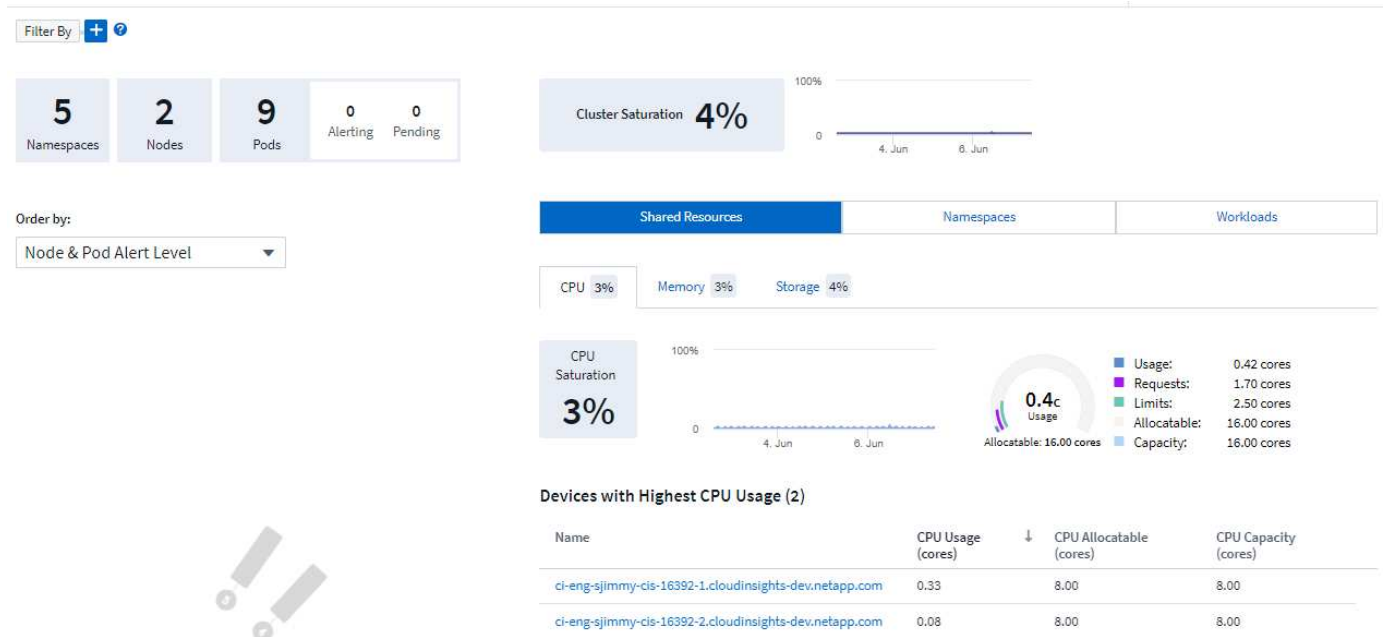 Filter By + ?
5
Namespaces
2
Nodes
9
Pods
0
Alerting
0
Pending
Cluster Saturation 4%
100%
0
4. Jun
6. Jun
Order by:
Node & Pod Alert Level
Shared Resources
Namespaces
Workloads
CPU 3%
Memory 3%
Storage 4%
CPU
Saturation
3%
100%
0
4. Jun
6. Jun
0.4c
Usage
Allocatable: 16.00 cores
Usage: 0.42 cores
Requests: 1.70 cores
Limits: 2.50 cores
Allocatable: 16.00 cores
Capacity: 16.00 cores
Devices with Highest CPU Usage (2)
Name
CPU Usage
(cores)
↓
CPU Allocatable
(cores)
CPU Capacity
(cores)
ci-eng-sjimmy-cis-16392-1.cloudinsights-dev.netapp.com 0.33 8.00 8.00
ci-eng-sjimmy-cis-16392-2.cloudinsights-dev.netapp.com 0.08 8.00 8.00